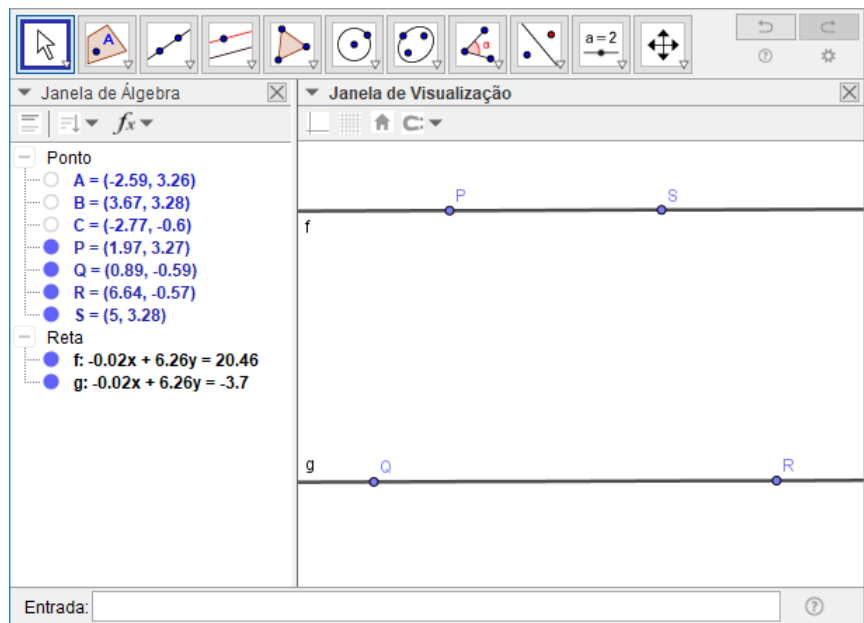 A
α
a = 2
Janela de Álgebra
Janela de Visualização
fx
Ponto
A = (-2.59, 3.26)
B = (3.67, 3.28)
C = (-2.77, -0.6)
P = (1.97, 3.27)
Q = (0.89, -0.59)
R = (6.64, -0.57)
S = (5, 3.28)
Reta
f: -0.02x + 6.26y = 20.46
g: -0.02x + 6.26y = -3.7
P
S
f
g
Q
R
Entrada: